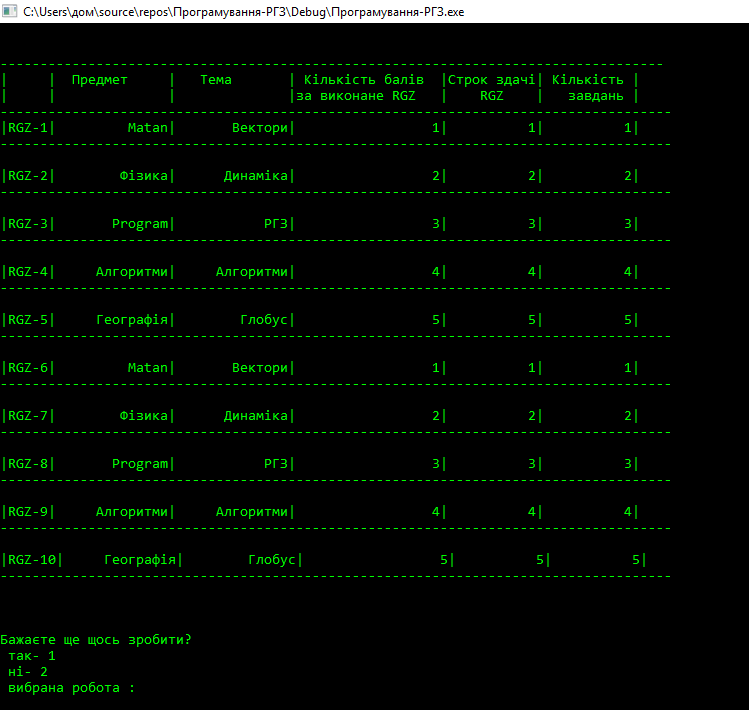 C:\Users\дом\source\repos\Програмування-РГЗ\Debug\Програмування-РГЗ.exe
-----------------------------------------------------------------------------------
|     |  Предмет     |   Тема       | Кількість балів  |Строк здачі| Кількість |
|     |              |              |за виконане RGZ   |    RGZ    |   завдань |
------------------------------------------------------------------------------------
|RGZ-1|         Matan|       Вектори|                 1|          1|          1|
------------------------------------------------------------------------------------
|RGZ-2|        Фізика|      Динаміка|                 2|          2|          2|
------------------------------------------------------------------------------------
|RGZ-3|       Program|           РГЗ|                 3|          3|          3|
------------------------------------------------------------------------------------
|RGZ-4|     Алгоритми|     Алгоритми|                 4|          4|          4|
------------------------------------------------------------------------------------
|RGZ-5|     Географія|        Глобус|                 5|          5|          5|
------------------------------------------------------------------------------------
|RGZ-6|         Matan|       Вектори|                 1|          1|          1|
------------------------------------------------------------------------------------
|RGZ-7|        Фізика|      Динаміка|                 2|          2|          2|
------------------------------------------------------------------------------------
|RGZ-8|       Program|           РГЗ|                 3|          3|          3|
------------------------------------------------------------------------------------
|RGZ-9|     Алгоритми|     Алгоритми|                 4|          4|          4|
------------------------------------------------------------------------------------
|RGZ-10|     Географія|        Глобус|                 5|          5|          5|
------------------------------------------------------------------------------------
Бажаєте ще щось зробити?
так- 1
ні- 2
вибрана робота :